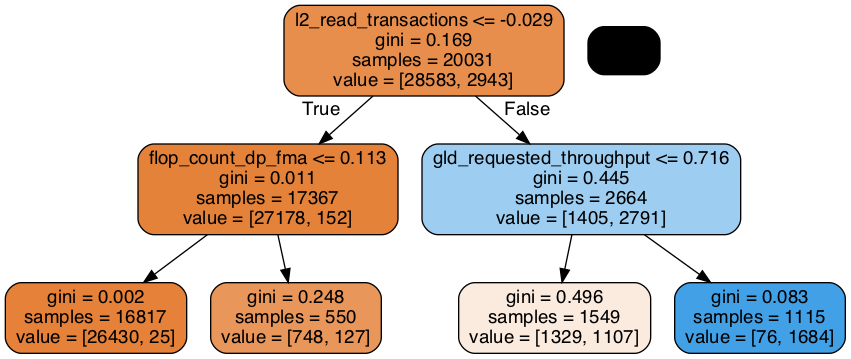 l2_read_transactions <= -0.029
gini = 0.169
samples = 20031
value = [28583, 2943]
True
False
flop_count_dp_fma <= 0.113
gini = 0.011
samples = 17367
value = [27178, 152]
gld_requested_throughput <= 0.716
gini = 0.445
samples = 2664
value = [1405, 2791]
gini = 0.002
samples = 16817
value = [26430, 25]
gini = 0.248
samples = 550
value = [748, 127]
gini = 0.496
samples = 1549
value = [1329, 1107]
gini = 0.083
samples = 1115
value = [76, 1684]